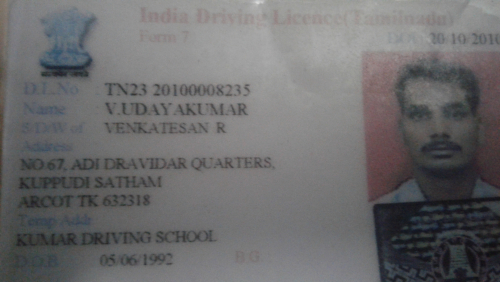 India Driving Licence(Tamilnadu)
Form 7
DOI 20-10/2010
D.L.No TN23 20100008235
Name V.UDAYAKUMAR
S/D/W of VENKATESAN R
Address
NO 67, ADI DRAVIDAR QUARTERS,
KUPPUDI SATHAM
ARCOT TK 632318
Temp Addr
KUMAR DRIVING SCHOOL
D.O.B 05/06/1992 B.G.